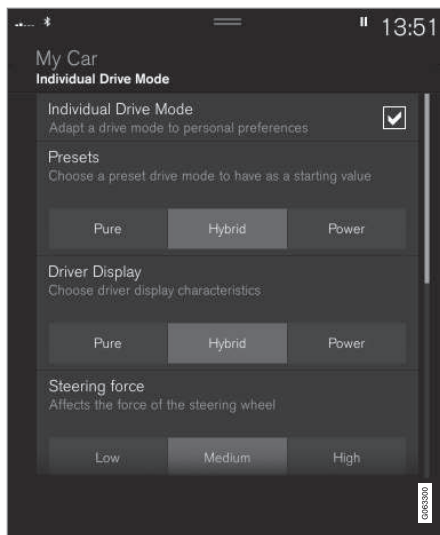 13:51
My Car
Individual Drive Mode
Individual Drive Mode
Adapt a drive mode to personal preferences
Presets
Choose a preset drive mode to have as a starting value
Pure Hybrid Power
Driver Display
Choose driver display characteristics
Pure Hybrid Power
Steering force
Affects the force of the steering wheel
Low Medium High
G063300